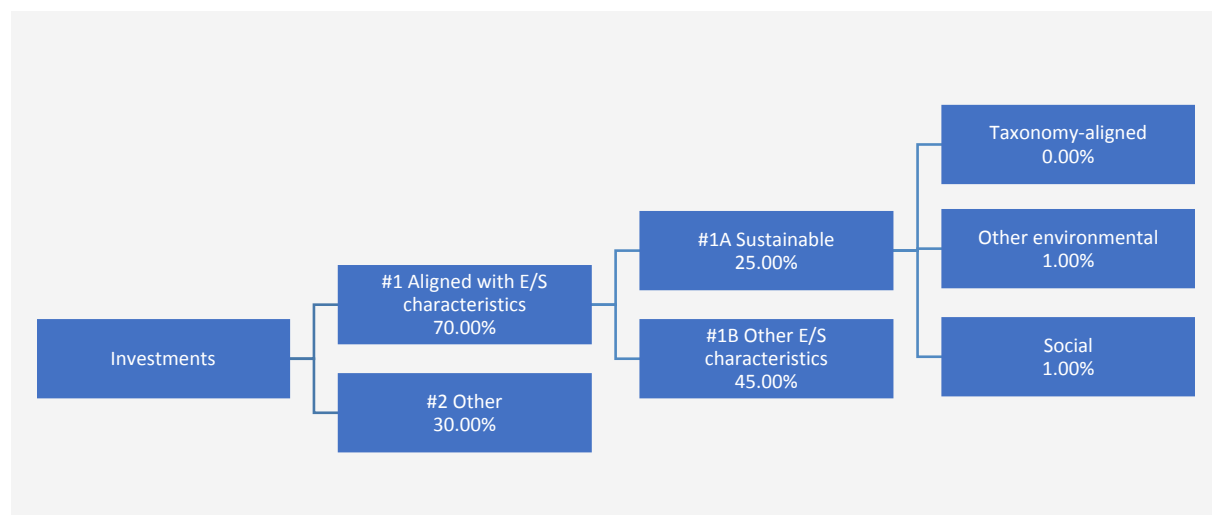 Investments
#1 Aligned with E/S
characteristics
70.00%
#2 Other
30.00%
#1A Sustainable
25.00%
#1B Other E/S
characteristics
45.00%
Taxonomy-aligned
0.00%
Other environmental
1.00%
Social
1.00%